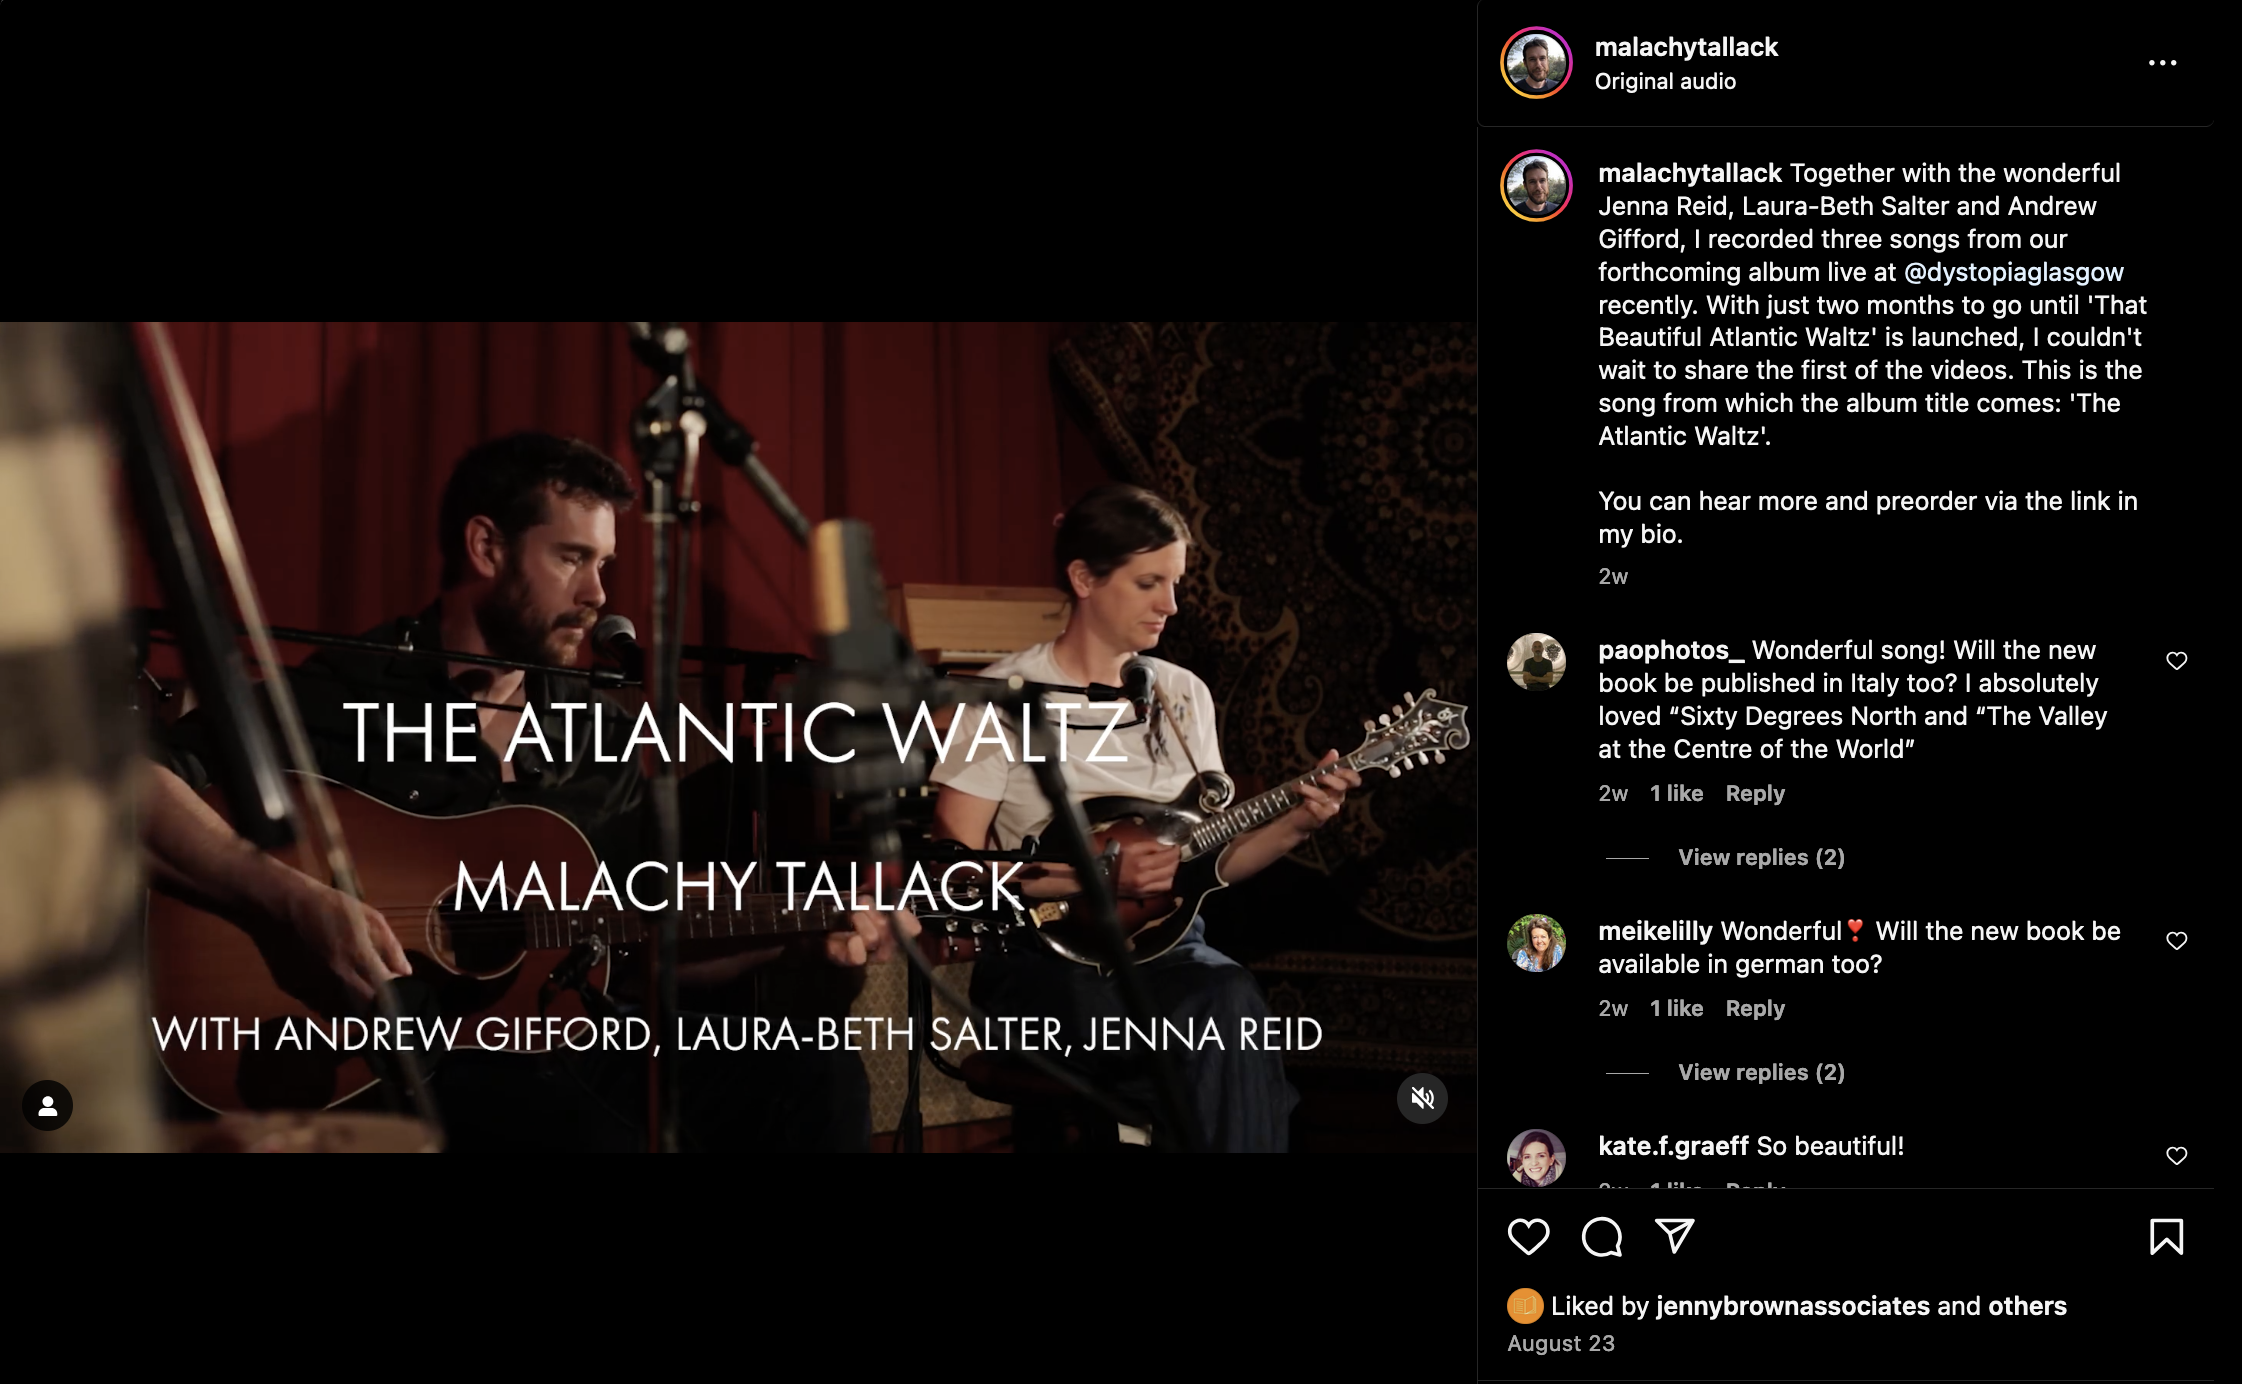 THE ATLANTIC WALTZ
MALACHY TALLACK
WITH ANDREW GIFFORD, LAURA-BETH SALTER, JENNA REID
malachytallack
Original audio
malachytallack Together with the wonderful
Jenna Reid, Laura-Beth Salter and Andrew
Gifford, I recorded three songs from our
forthcoming album live at @dystopiaglasgow
recently. With just two months to go until 'That
Beautiful Atlantic Waltz' is launched, I couldn't
wait to share the first of the videos. This is the
song from which the album title comes: 'The
Atlantic Waltz'.
You can hear more and preorder via the link in
my bio.
2w
paophotos_ Wonderful song! Will the new
book be published in Italy too? I absolutely
loved “Sixty Degrees North and “The Valley
at the Centre of the World”
2w 1 like Reply
View replies (2)
meikelilly Wonderful❣️ Will the new book be
available in german too?
2w 1 like Reply
View replies (2)
kate.f.graeff So beautiful!
2w 1 like Reply
Liked by jennybrownassociates and others
August 23